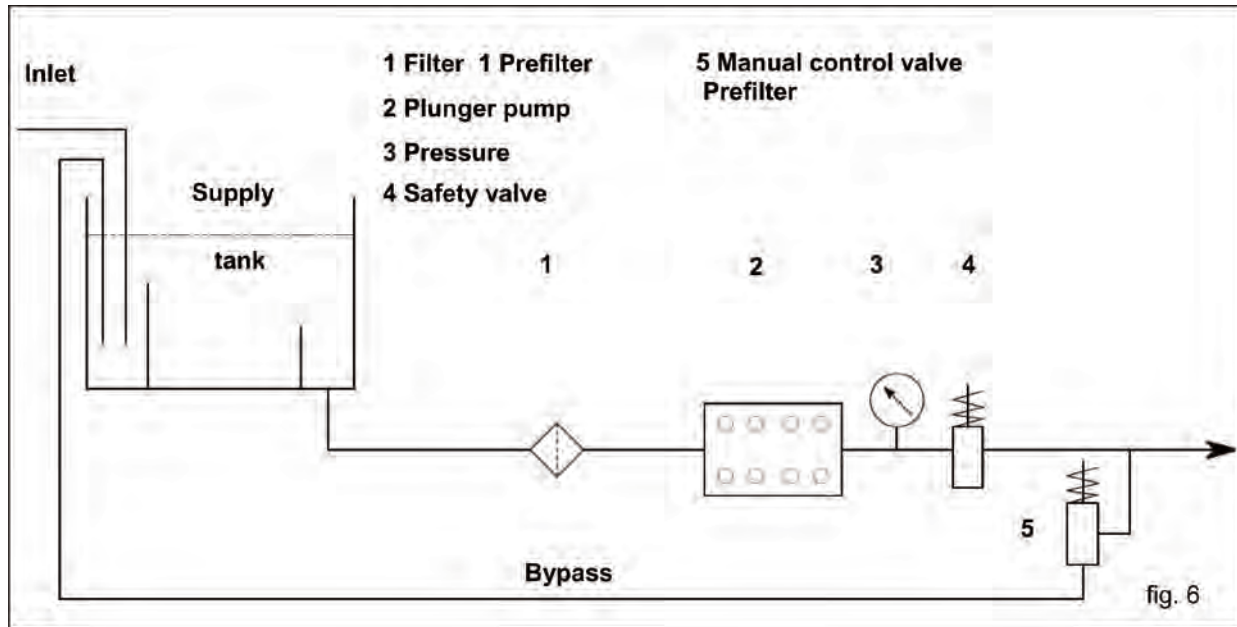 Inlet
1 Filter 1 Prefilter
2 Plunger pump
3 Pressure
4 Safety valve
5 Manual control valve
Prefilter
Supply
tank
1
2
3
4
5
Bypass
fig. 6